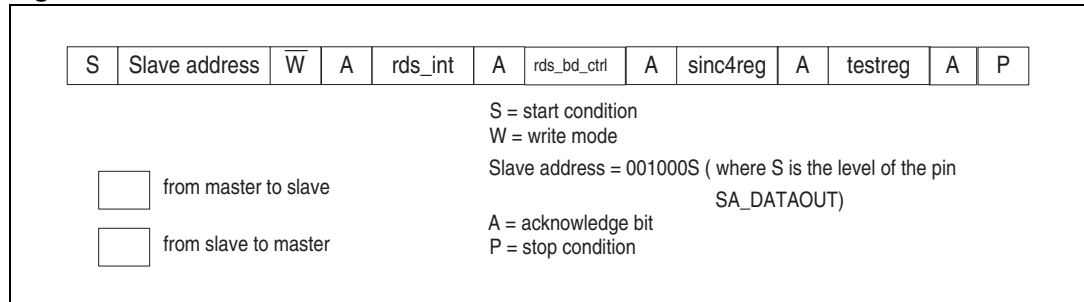 S Slave address W A rds_int A rds_bd_ctrl A sinc4reg A testreg A P
S = start condition
W = write mode
Slave address = 001000S ( where S is the level of the pin
SA_DATAOUT)
from master to slave
A = acknowledge bit
from slave to master
P = stop condition